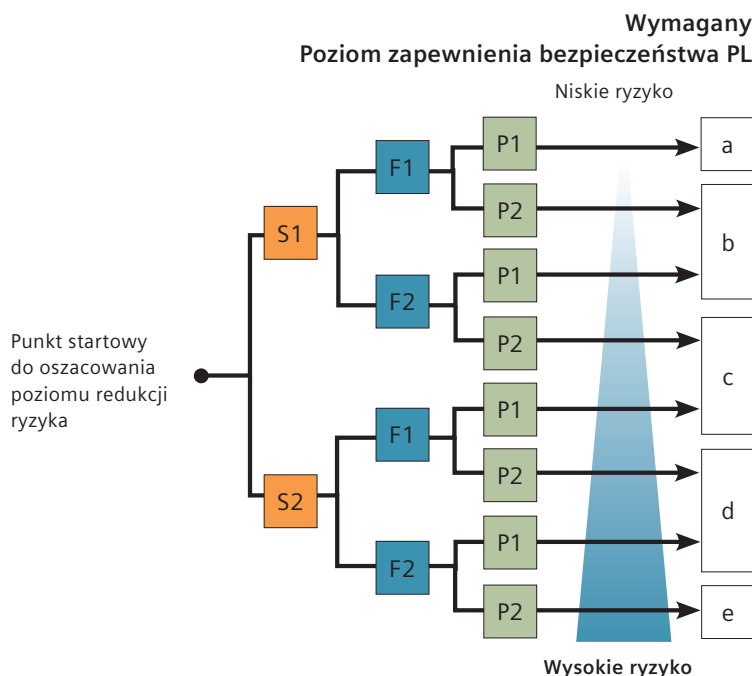 Wymagany
Poziom zapewnienia bezpieczeństwa PL
Niskie ryzyko
P1
a
F1
P2
S1
b
P1
F2
P2
Punkt startowy
do oszacowania
poziomu redukcji
ryzyka
c
P1
F1
P2
S2
d
P1
F2
P2
e
Wysokie ryzyko